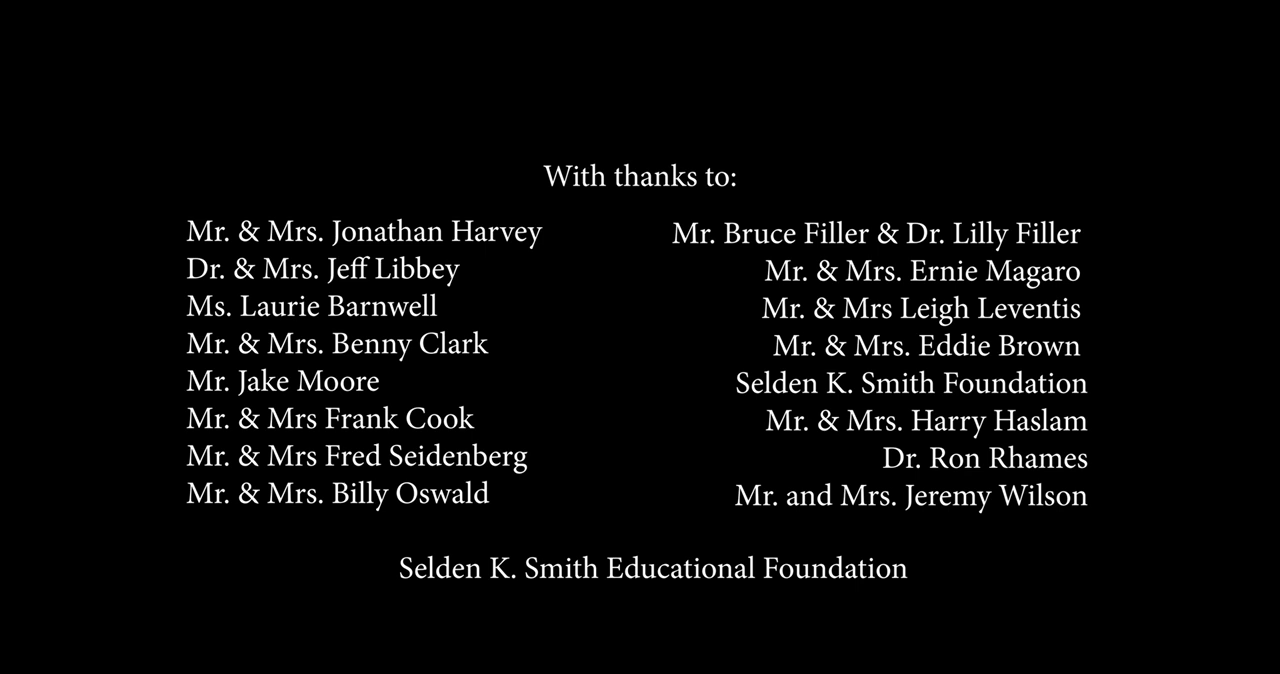 With thanks to:
Mr. & Mrs. Jonathan Harvey
Dr. & Mrs. Jeff Libbey
Ms. Laurie Barnwell
Mr. & Mrs. Benny Clark
Mr. Jake Moore
Mr. & Mrs Frank Cook
Mr. & Mrs Fred Seidenberg
Mr. & Mrs. Billy Oswald
Mr. Bruce Filler & Dr. Lilly Filler
Mr. & Mrs. Ernie Magaro
Mr. & Mrs Leigh Leventis
Mr. & Mrs. Eddie Brown
Selden K. Smith Foundation
Mr. & Mrs. Harry Haslam
Dr. Ron Rhames
Mr. and Mrs. Jeremy Wilson
Selden K. Smith Educational Foundation